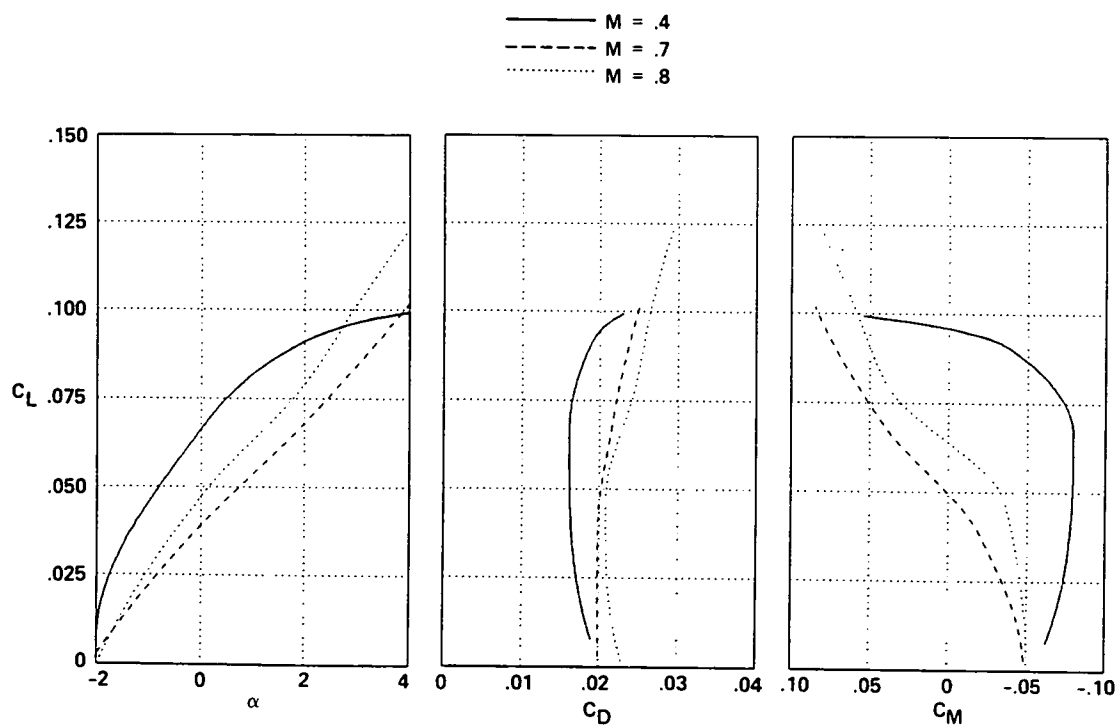 M = .4
M = .7
M = .8
.150
.125
.100
C_L .075
.050
.025
0
-2 0 2 4
α
0 .01 .02 .03 .04
C_D
.10 .05 0 -.05 -.10
C_M